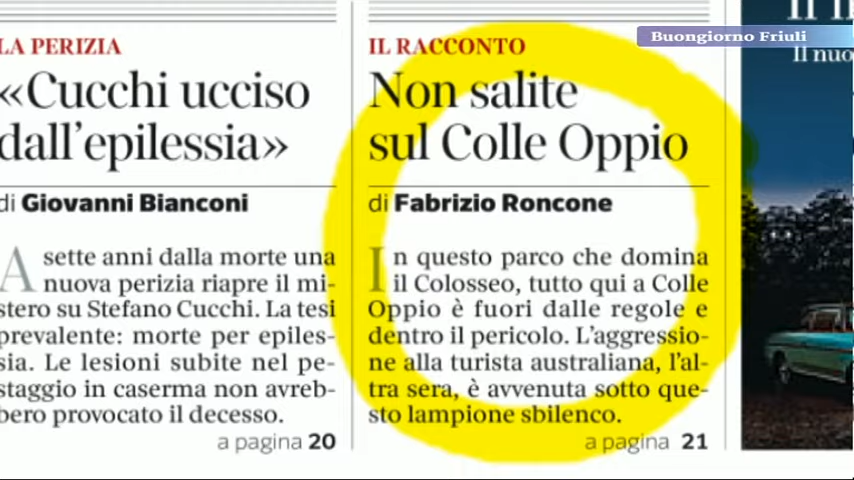 Buongiorno Friuli
LA PERIZIA
«Cucchi ucciso
dall’epilessia»
di Giovanni Bianconi
A sette anni dalla morte una
nuova perizia riapre il mi-
stero su Stefano Cucchi. La tesi
prevalente: morte per epiles-
sia. Le lesioni subite nel pe-
staggio in caserma non avreb-
bero provocato il decesso.
a pagina 20
IL RACCONTO
Non salite
sul Colle Oppio
di Fabrizio Roncone
In questo parco che domina
il Colosseo, tutto qui a Colle
Oppio è fuori dalle regole e
dentro il pericolo. L’aggressio-
ne alla turista australiana, l’al-
tra sera, è avvenuta sotto que-
sto lampione sbilenco.
a pagina 21
Il nuo